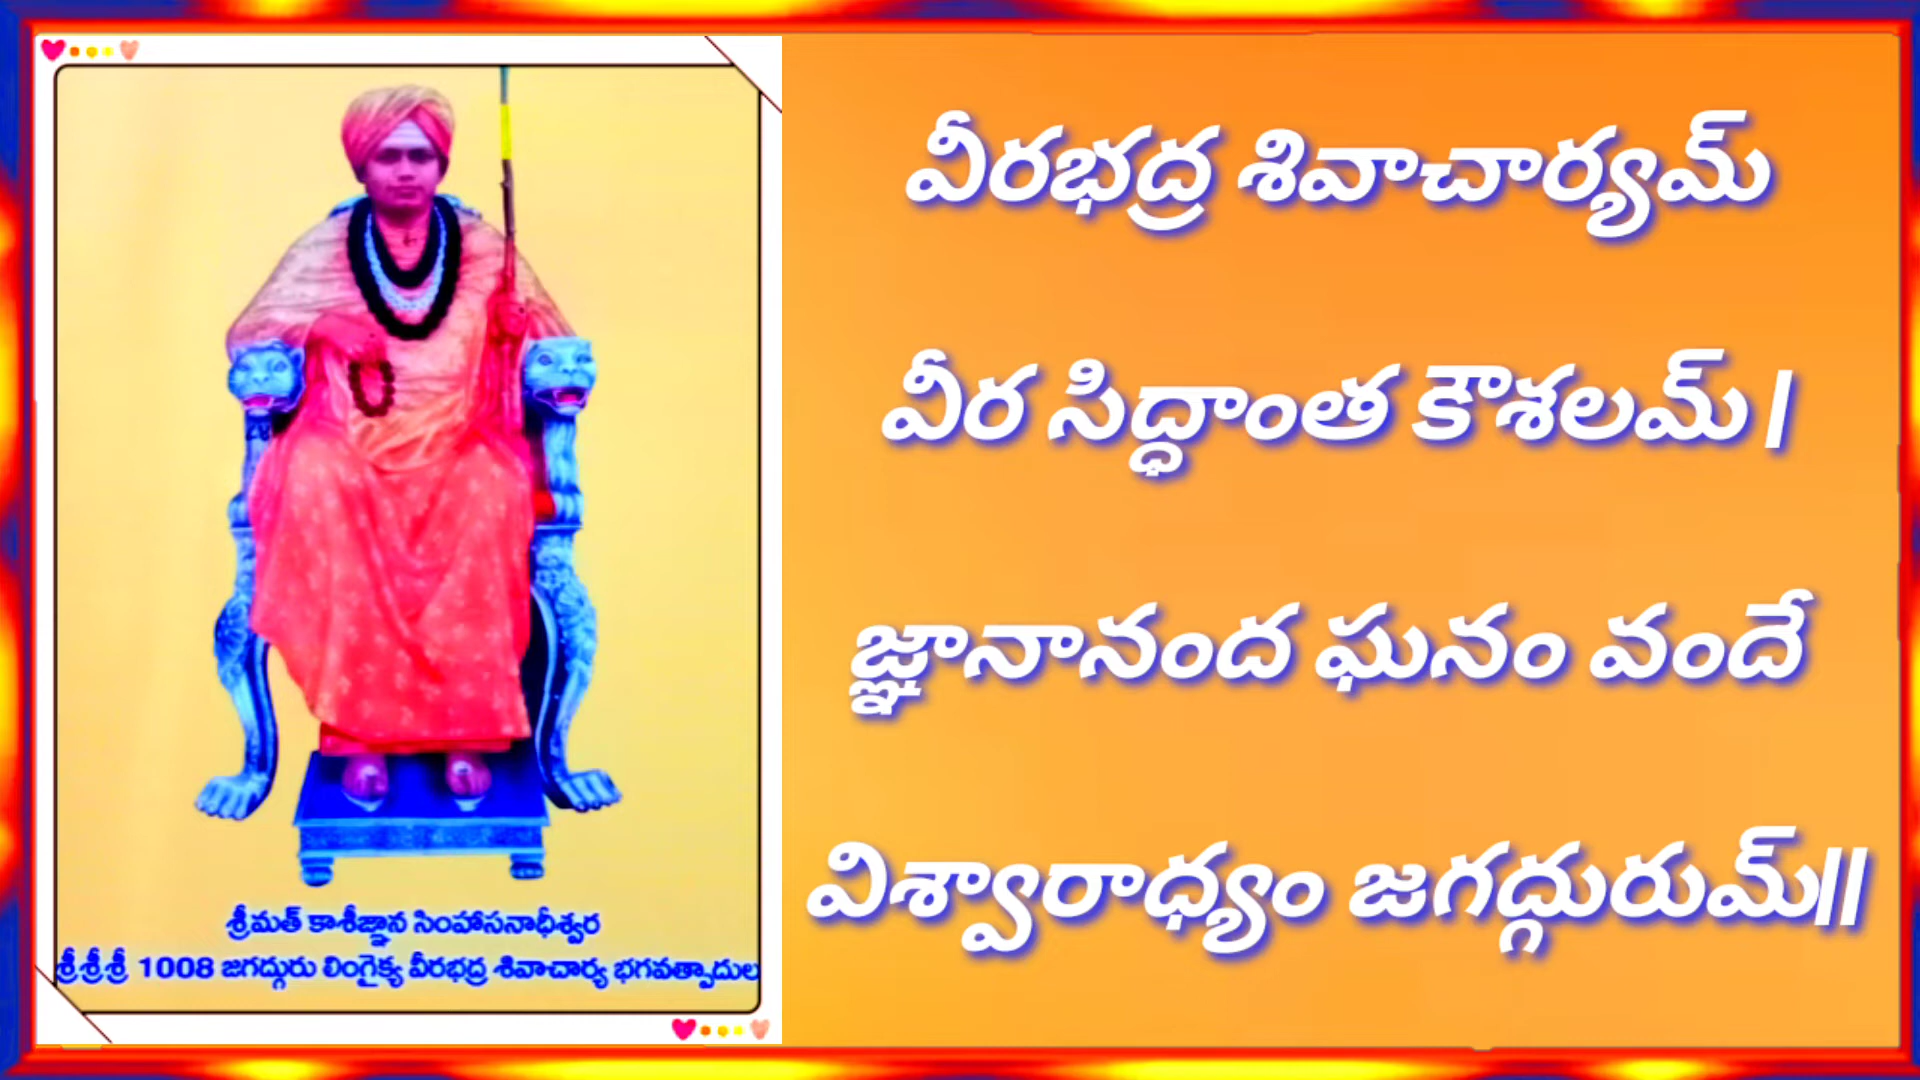 వీరభద్ర శివాచార్యమ్
వీర సిద్ధాంత కౌశలమ్ |
జ్ఞానానంద ఘనం వందే
విశ్వారాధ్యం జగద్గురుమ్||
శ్రీమత్ కాశీజ్ఞాన సింహాసనాధీశ్వర
శ్రీశ్రీశ్రీ 1008 జగద్గురు లింగైక్య వీరభద్ర శివాచార్య భగవత్పాదుల